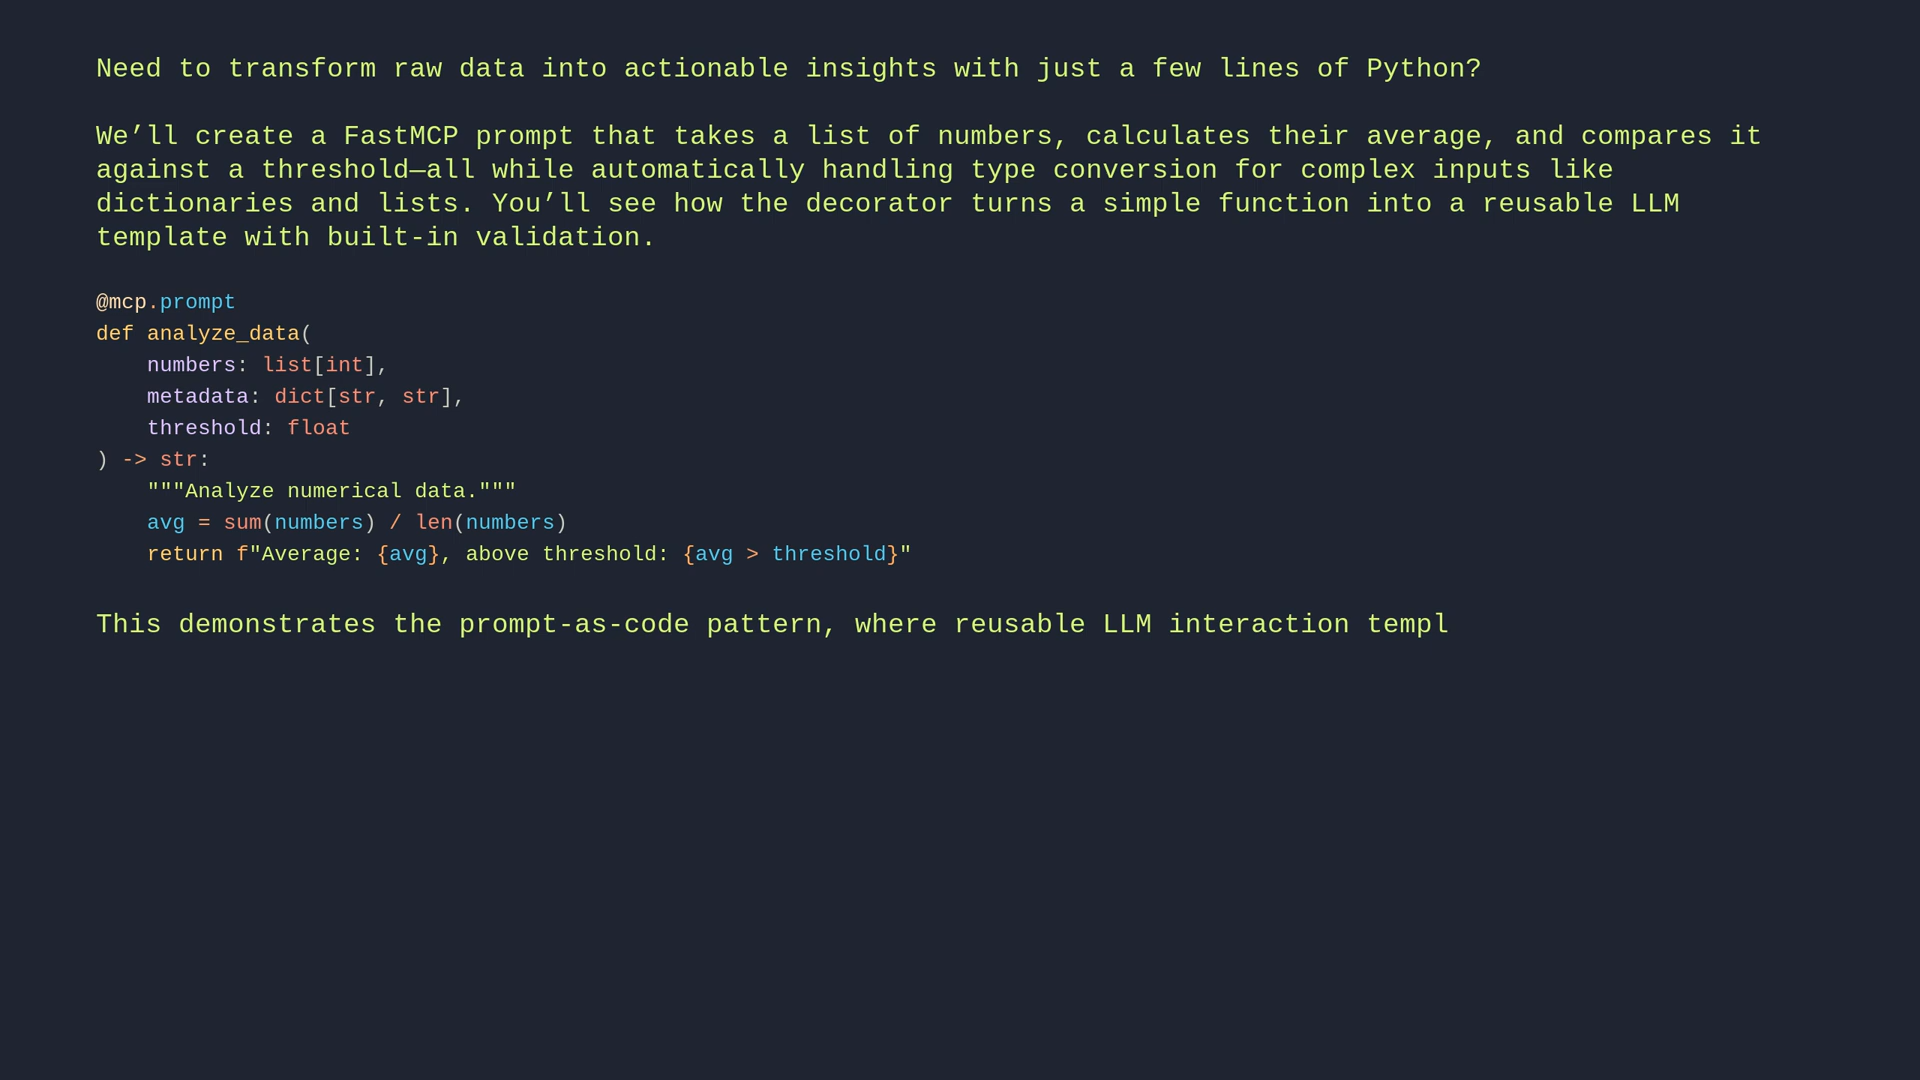 Need to transform raw data into actionable insights with just a few lines of Python?
We’ll create a FastMCP prompt that takes a list of numbers, calculates their average, and compares it
against a threshold—all while automatically handling type conversion for complex inputs like
dictionaries and lists. You’ll see how the decorator turns a simple function into a reusable LLM
template with built-in validation.
@mcp.prompt
def analyze_data(
    numbers: list[int],
    metadata: dict[str, str],
    threshold: float
) -> str:
    """Analyze numerical data."""
    avg = sum(numbers) / len(numbers)
    return f"Average: {avg}, above threshold: {avg > threshold}"
This demonstrates the prompt-as-code pattern, where reusable LLM interaction templ